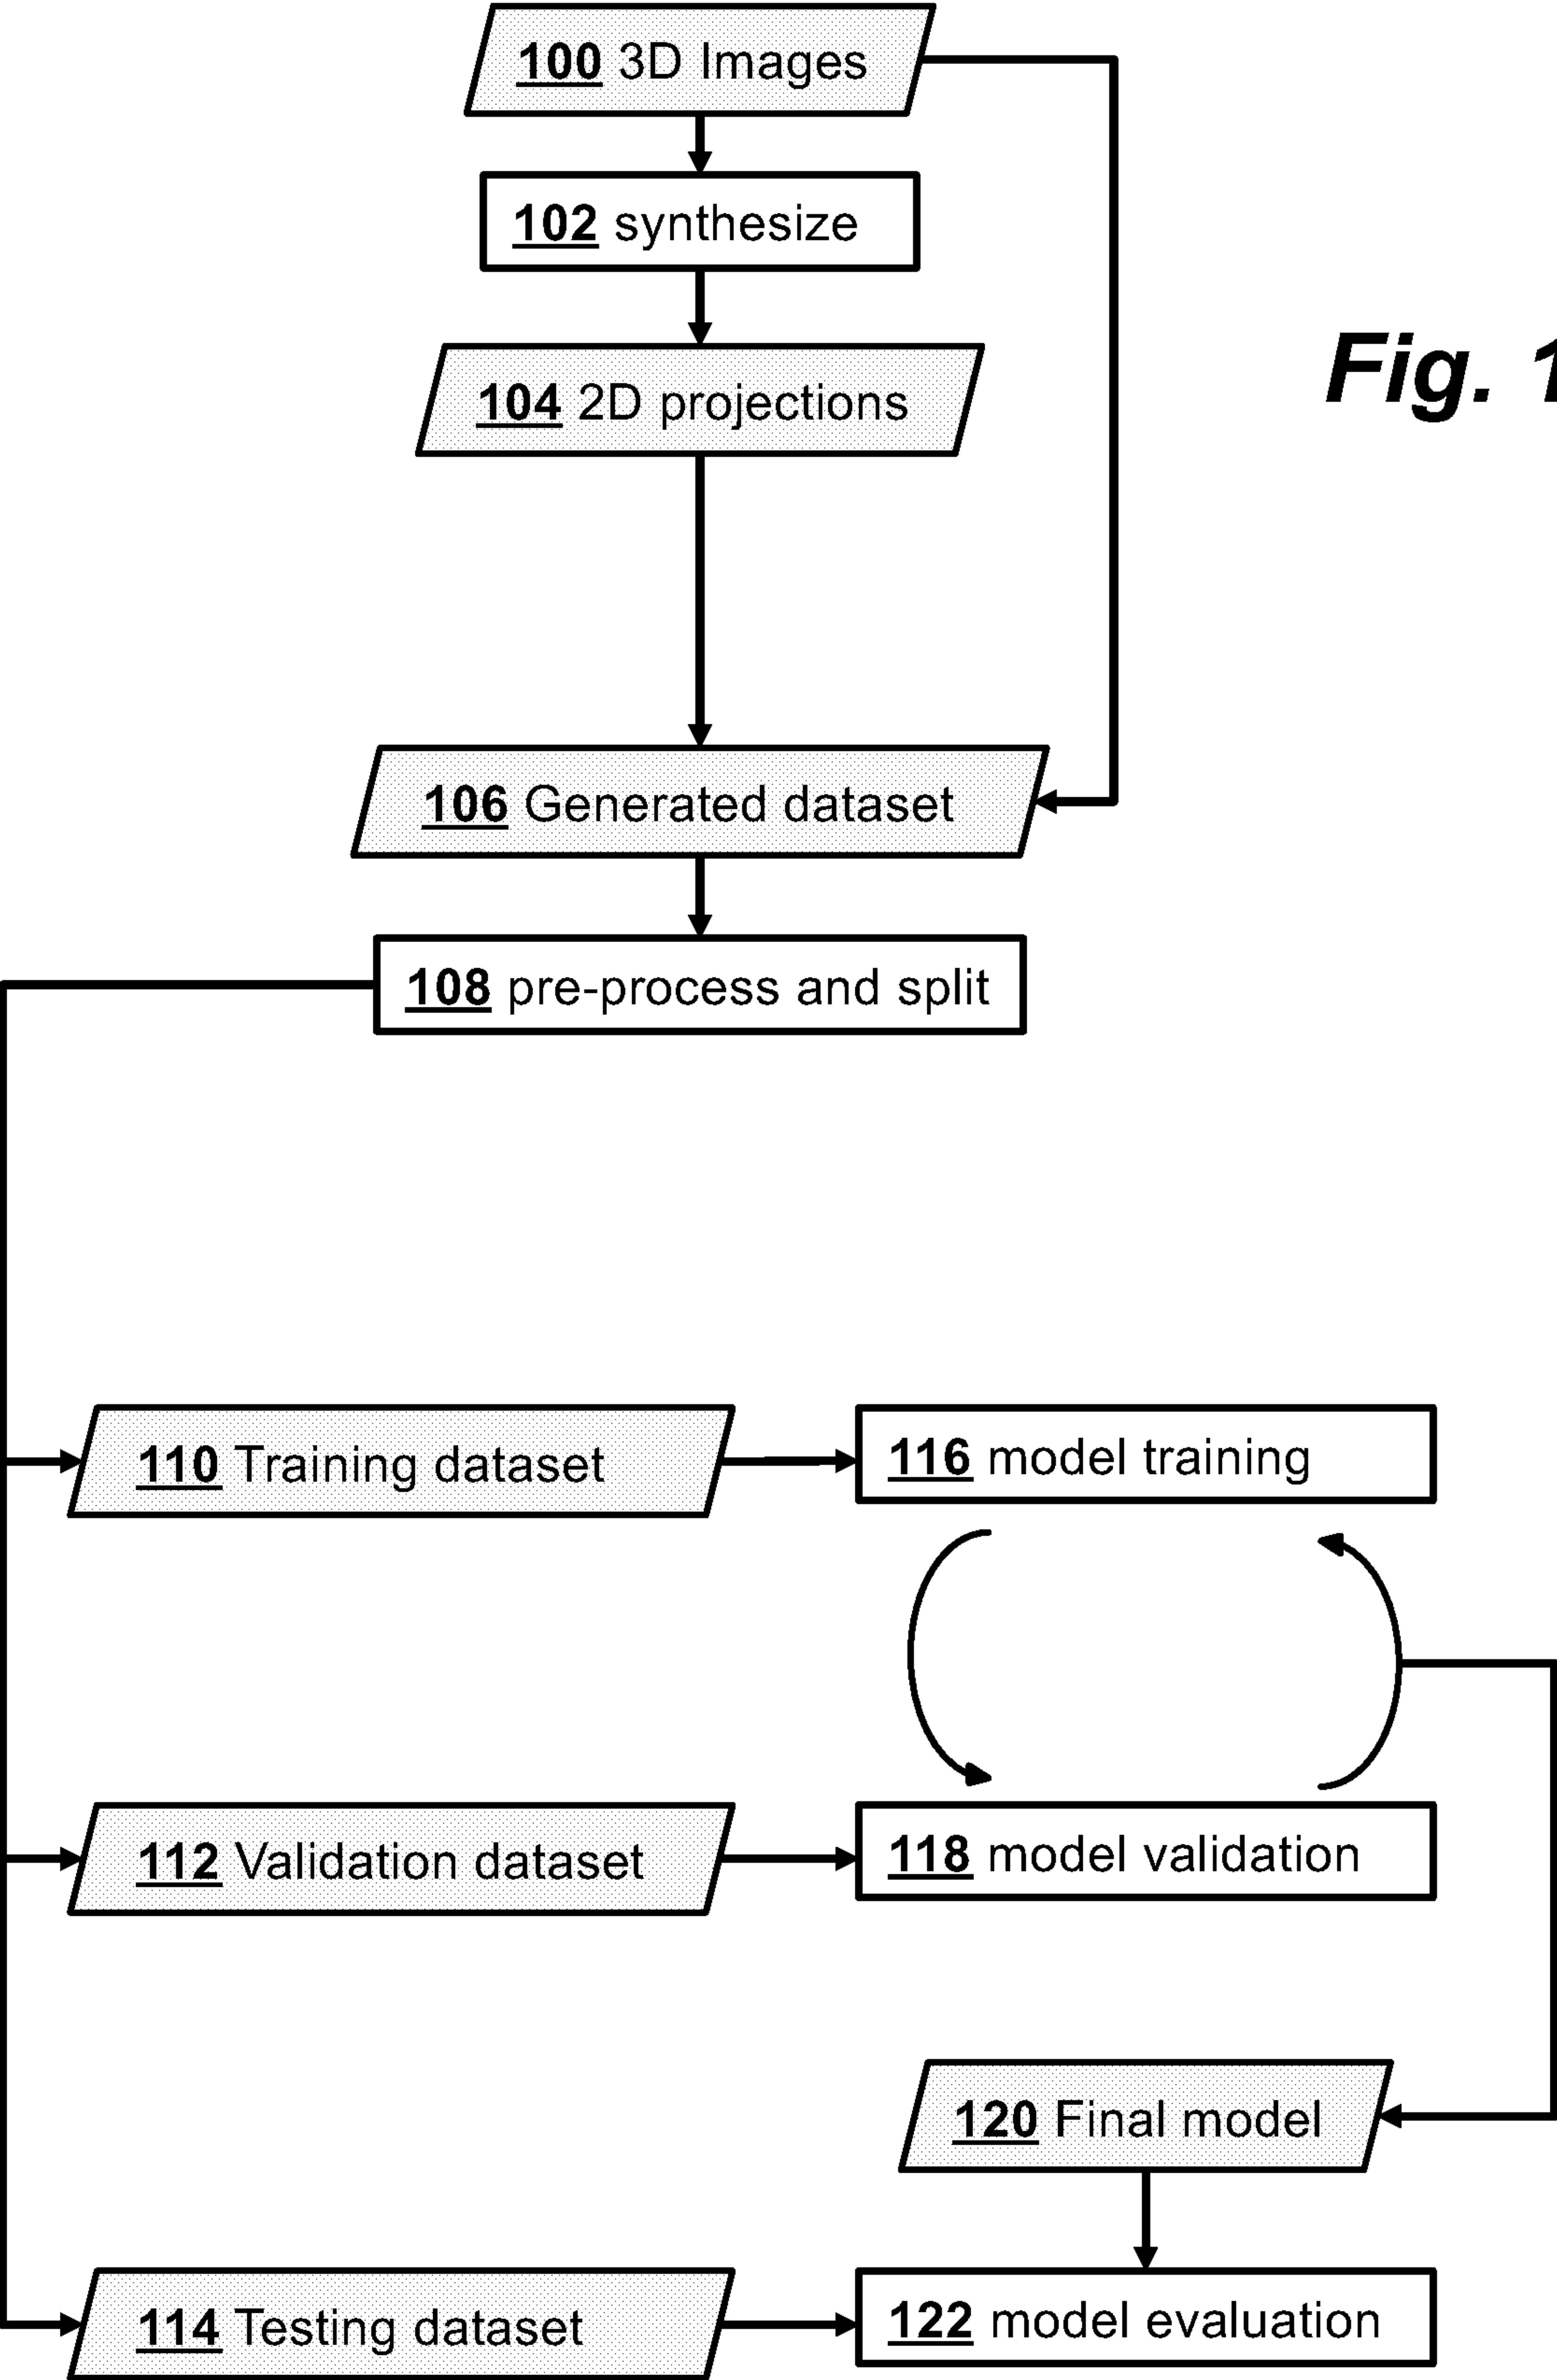 100 3D Images
102 synthesize
Fig. 1
104 2D projections
106 Generated dataset
108 pre-process and split
110 Training dataset
116 model training
112 Validation dataset
118 model validation
120 Final model
114 Testing dataset
122 model evaluation